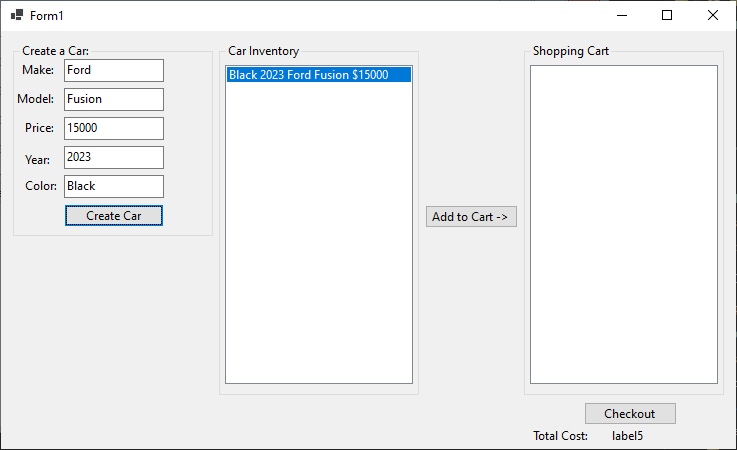 Form1
Create a Car:
Make: Ford
Model: Fusion
Price: 15000
Year: 2023
Color: Black
Create Car
Car Inventory
Black 2023 Ford Fusion $15000
Add to Cart ->
Shopping Cart
Checkout
Total Cost: label5